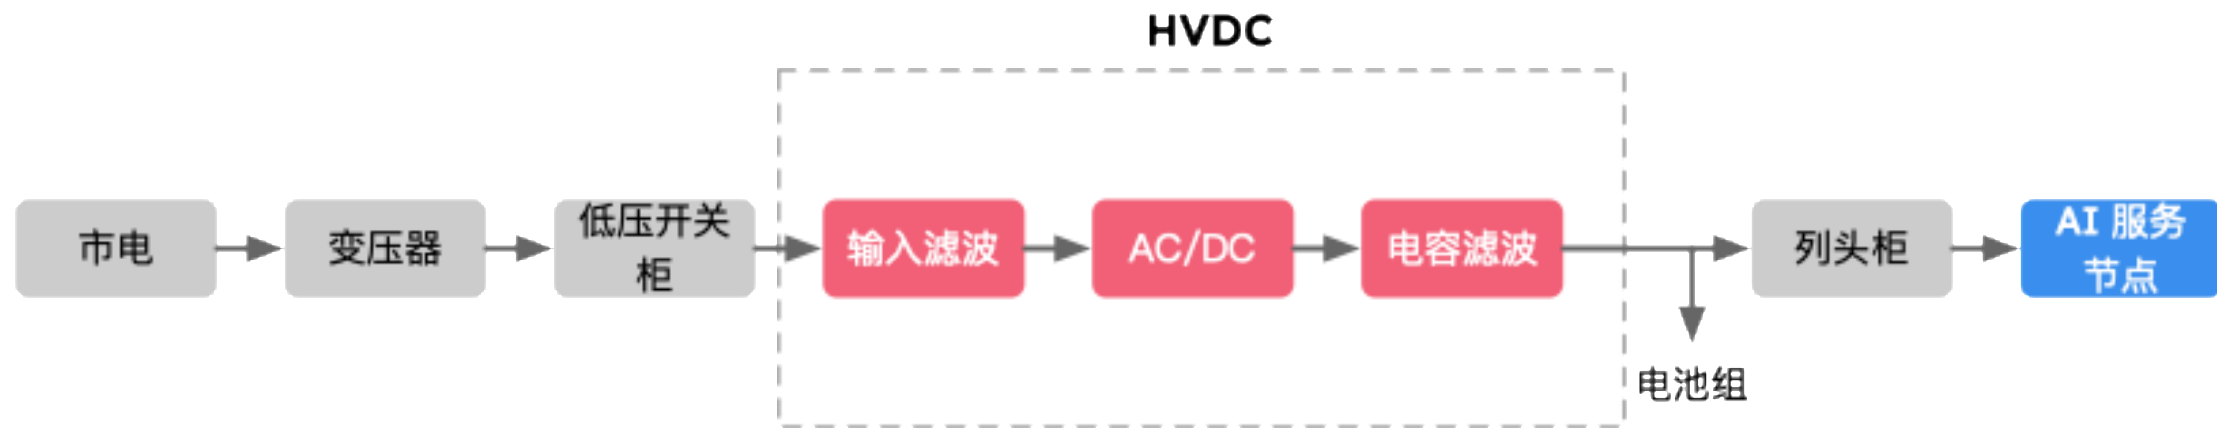 HVDC
市电
变压器
低压开关
柜
输入滤波
AC/DC
电容滤波
列头柜
AI 服务
节点
电池组